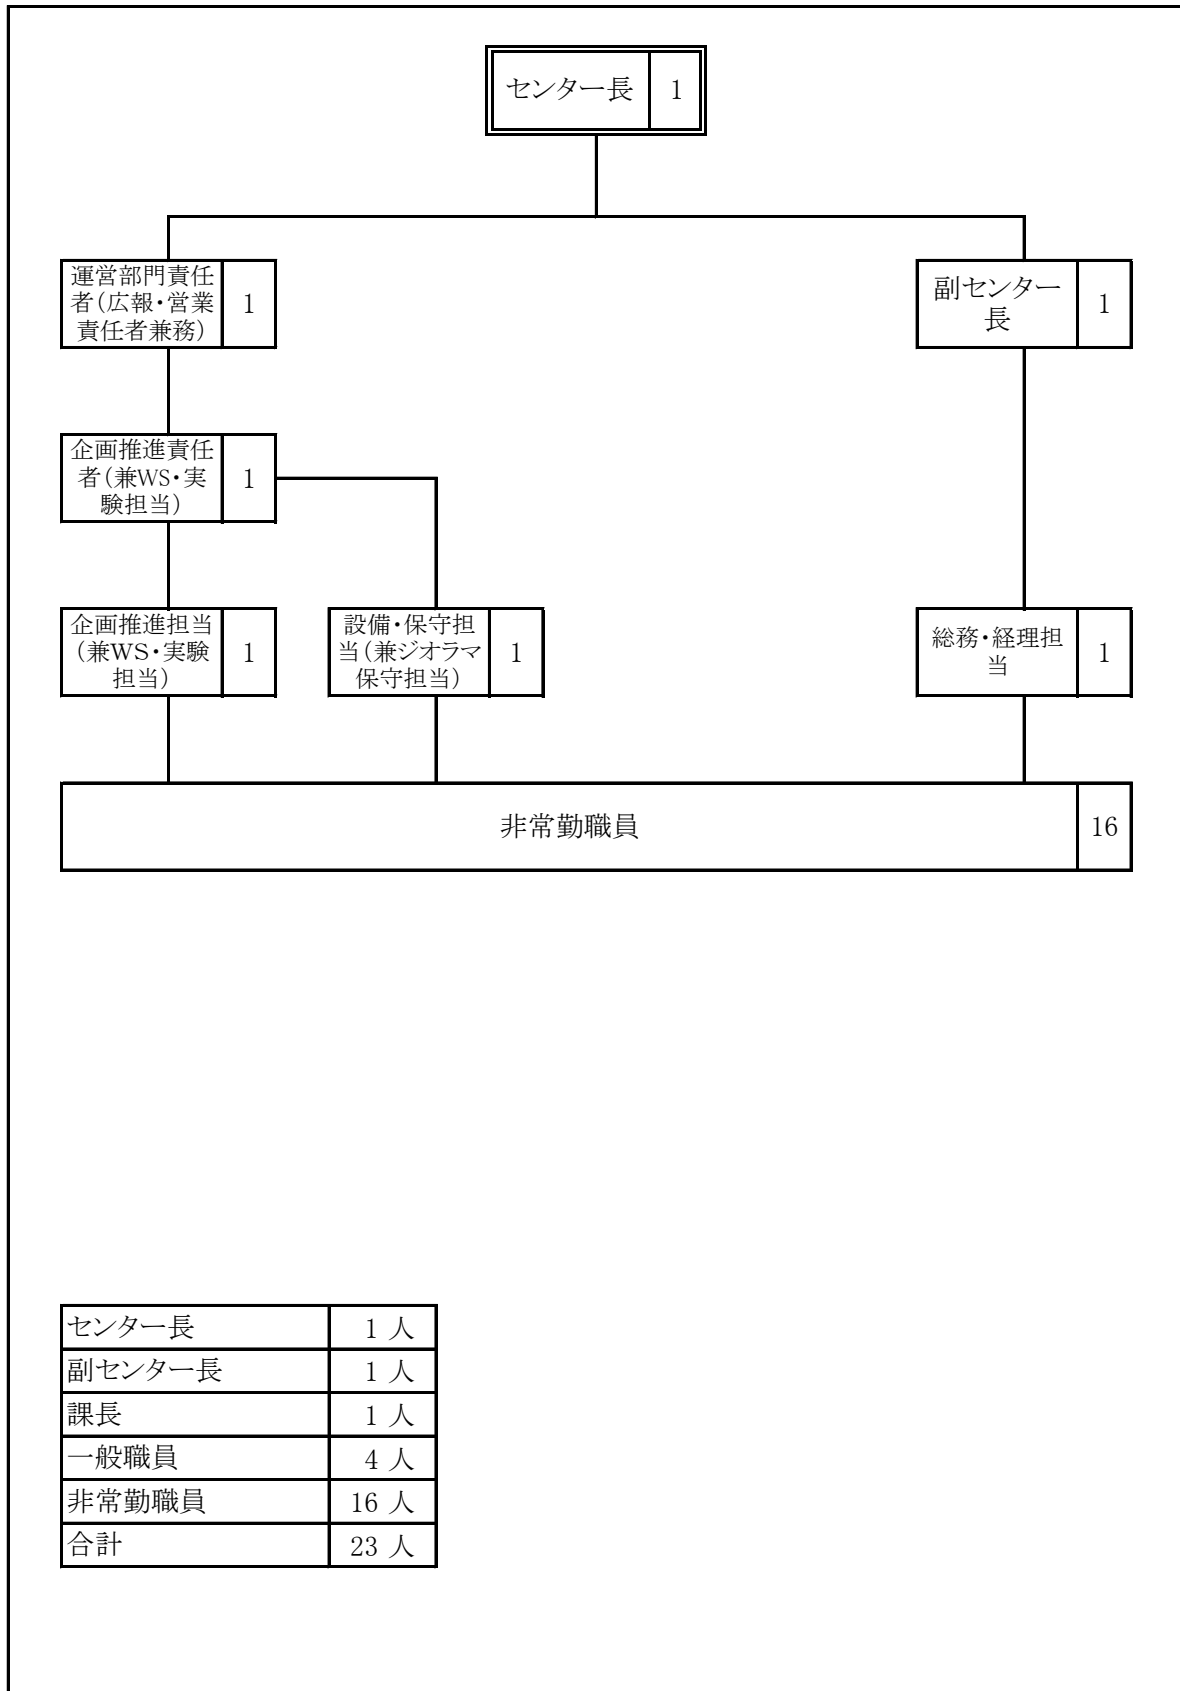 センター長 1
運営部門責任
者(広報・営業
責任者兼務)
1
副センター
長
1
企画推進責任
者(兼WS・実
験担当)
1
企画推進担当
(兼WS・実験
担当)
1
設備・保守担
当(兼ジオラマ
保守担当)
1
総務・経理担
当
1
非常勤職員 16
センター長 1 人
副センター長 1 人
課長 1 人
一般職員 4 人
非常勤職員 16 人
合計 23 人